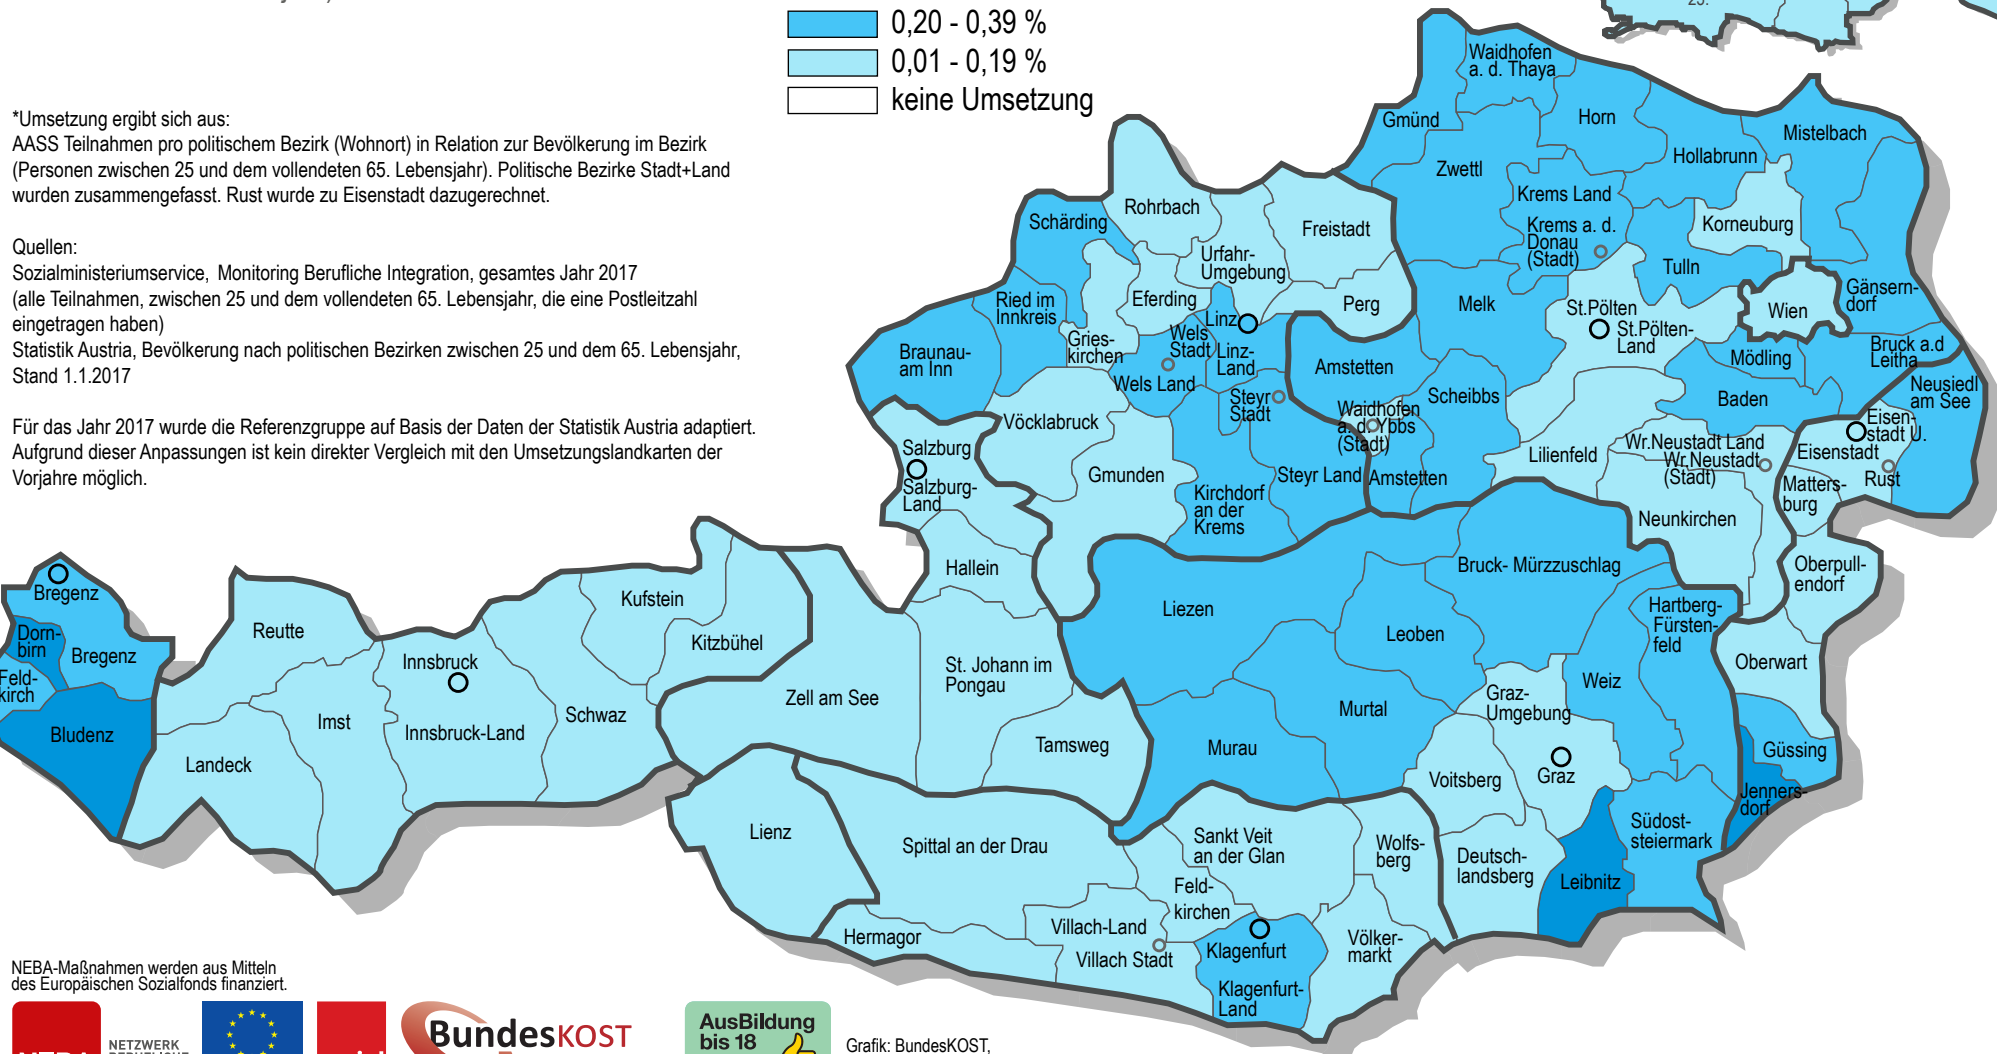 0,20 - 0,39 %
0,01 - 0,19 %
keine Umsetzung
*Umsetzung ergibt sich aus:
AASS Teilnahmen pro politischem Bezirk (Wohnort) in Relation zur Bevölkerung im Bezirk
(Personen zwischen 25 und dem vollendeten 65. Lebensjahr). Politische Bezirke Stadt+Land
wurden zusammengefasst. Rust wurde zu Eisenstadt dazugerechnet.
Quellen:
Sozialministeriumservice, Monitoring Berufliche Integration, gesamtes Jahr 2017
(alle Teilnahmen, zwischen 25 und dem vollendeten 65. Lebensjahr, die eine Postleitzahl
eingetragen haben)
Statistik Austria, Bevölkerung nach politischen Bezirken zwischen 25 und dem 65. Lebensjahr,
Stand 1.1.2017
Für das Jahr 2017 wurde die Referenzgruppe auf Basis der Daten der Statistik Austria adaptiert.
Aufgrund dieser Anpassungen ist kein direkter Vergleich mit den Umsetzungslandkarten der
Vorjahre möglich.
Waidhofen
a. d. Thaya
Gmünd
Horn
Mistelbach
Hollabrunn
Zwettl
Krems Land
Krems a. d.
Donau
(Stadt)
Korneuburg
Tulln
Gänsern-
dorf
Wien
Melk
St.Pölten
St.Pölten-
Land
Mödling
Bruck a.d
Leitha
Baden
Neusiedl
am See
Amstetten
Scheibbs
Waidhofen
a. d. Ybbs
(Stadt)
Amstetten
Lilienfeld
Wr.Neustadt Land
Wr.Neustadt
(Stadt)
Neunkirchen
Eisen-
stadt U.
Eisenstadt
Rust
Matters-
burg
Oberpull-
endorf
Oberwart
Güssing
Jenners-
dorf
Rohrbach
Freistadt
Schärding
Urfahr-
Umgebung
Eferding
Perg
Ried im
Innkreis
Gries-
kirchen
Linz
Wels
Stadt
Linz-
Land
Wels Land
Braunau-
am Inn
Steyr
Stadt
Vöcklabruck
Gmunden
Kirchdorf
an der
Krems
Steyr Land
Salzburg
Salzburg-
Land
Hallein
St. Johann im
Pongau
Zell am See
Tamsweg
Bruck- Mürzzuschlag
Liezen
Leoben
Hartberg-
Fürsten-
feld
Weiz
Graz-
Umgebung
Murtal
Murau
Voitsberg
Graz
Südost-
steiermark
Deutsch-
landsberg
Leibnitz
Bregenz
Dorn-
birn
Bregenz
Feld-
kirch
Bludenz
Reutte
Kufstein
Kitzbühel
Innsbruck
Imst
Innsbruck-Land
Schwaz
Landeck
Lienz
Spittal an der Drau
Sankt Veit
an der Glan
Wolfs-
berg
Feld-
kirchen
Hermagor
Villach-Land
Villach Stadt
Klagenfurt
Klagenfurt-
Land
Völker-
markt
NEBA-Maßnahmen werden aus Mitteln
des Europäischen Sozialfonds finanziert.
NETZWERK
BundesKOST
AusBildung
bis 18
Grafik: BundesKOST,